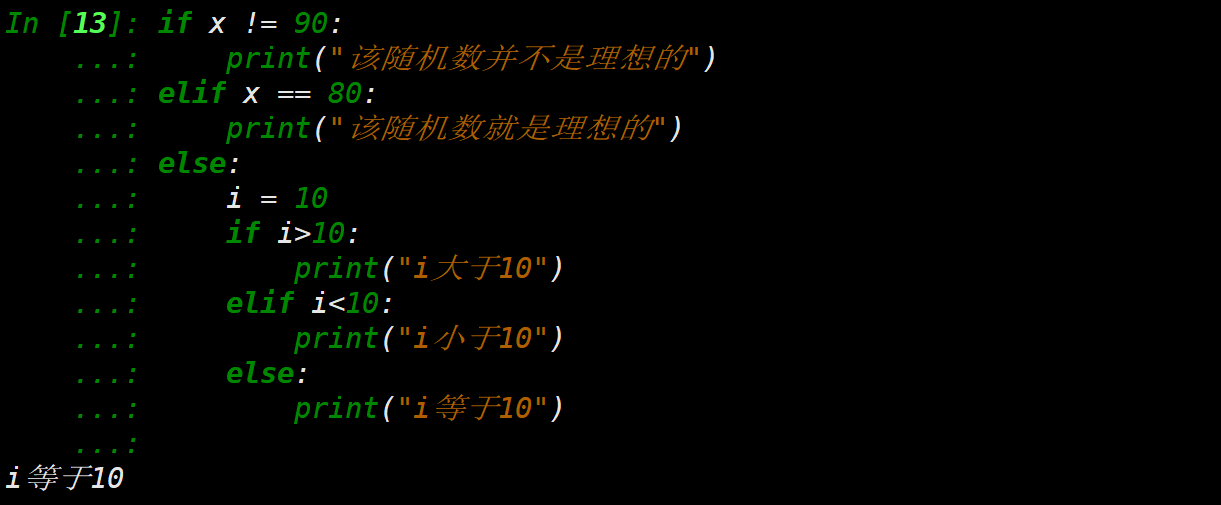 In [13]: if x != 90:
    ...:     print("该随机数并不是理想的")
    ...: elif x == 80:
    ...:     print("该随机数就是理想的")
    ...: else:
    ...:     i = 10
    ...:     if i>10:
    ...:         print("i大于10")
    ...:     elif i<10:
    ...:         print("i小于10")
    ...:     else:
    ...:         print("i等于10")
    ...:
i等于10